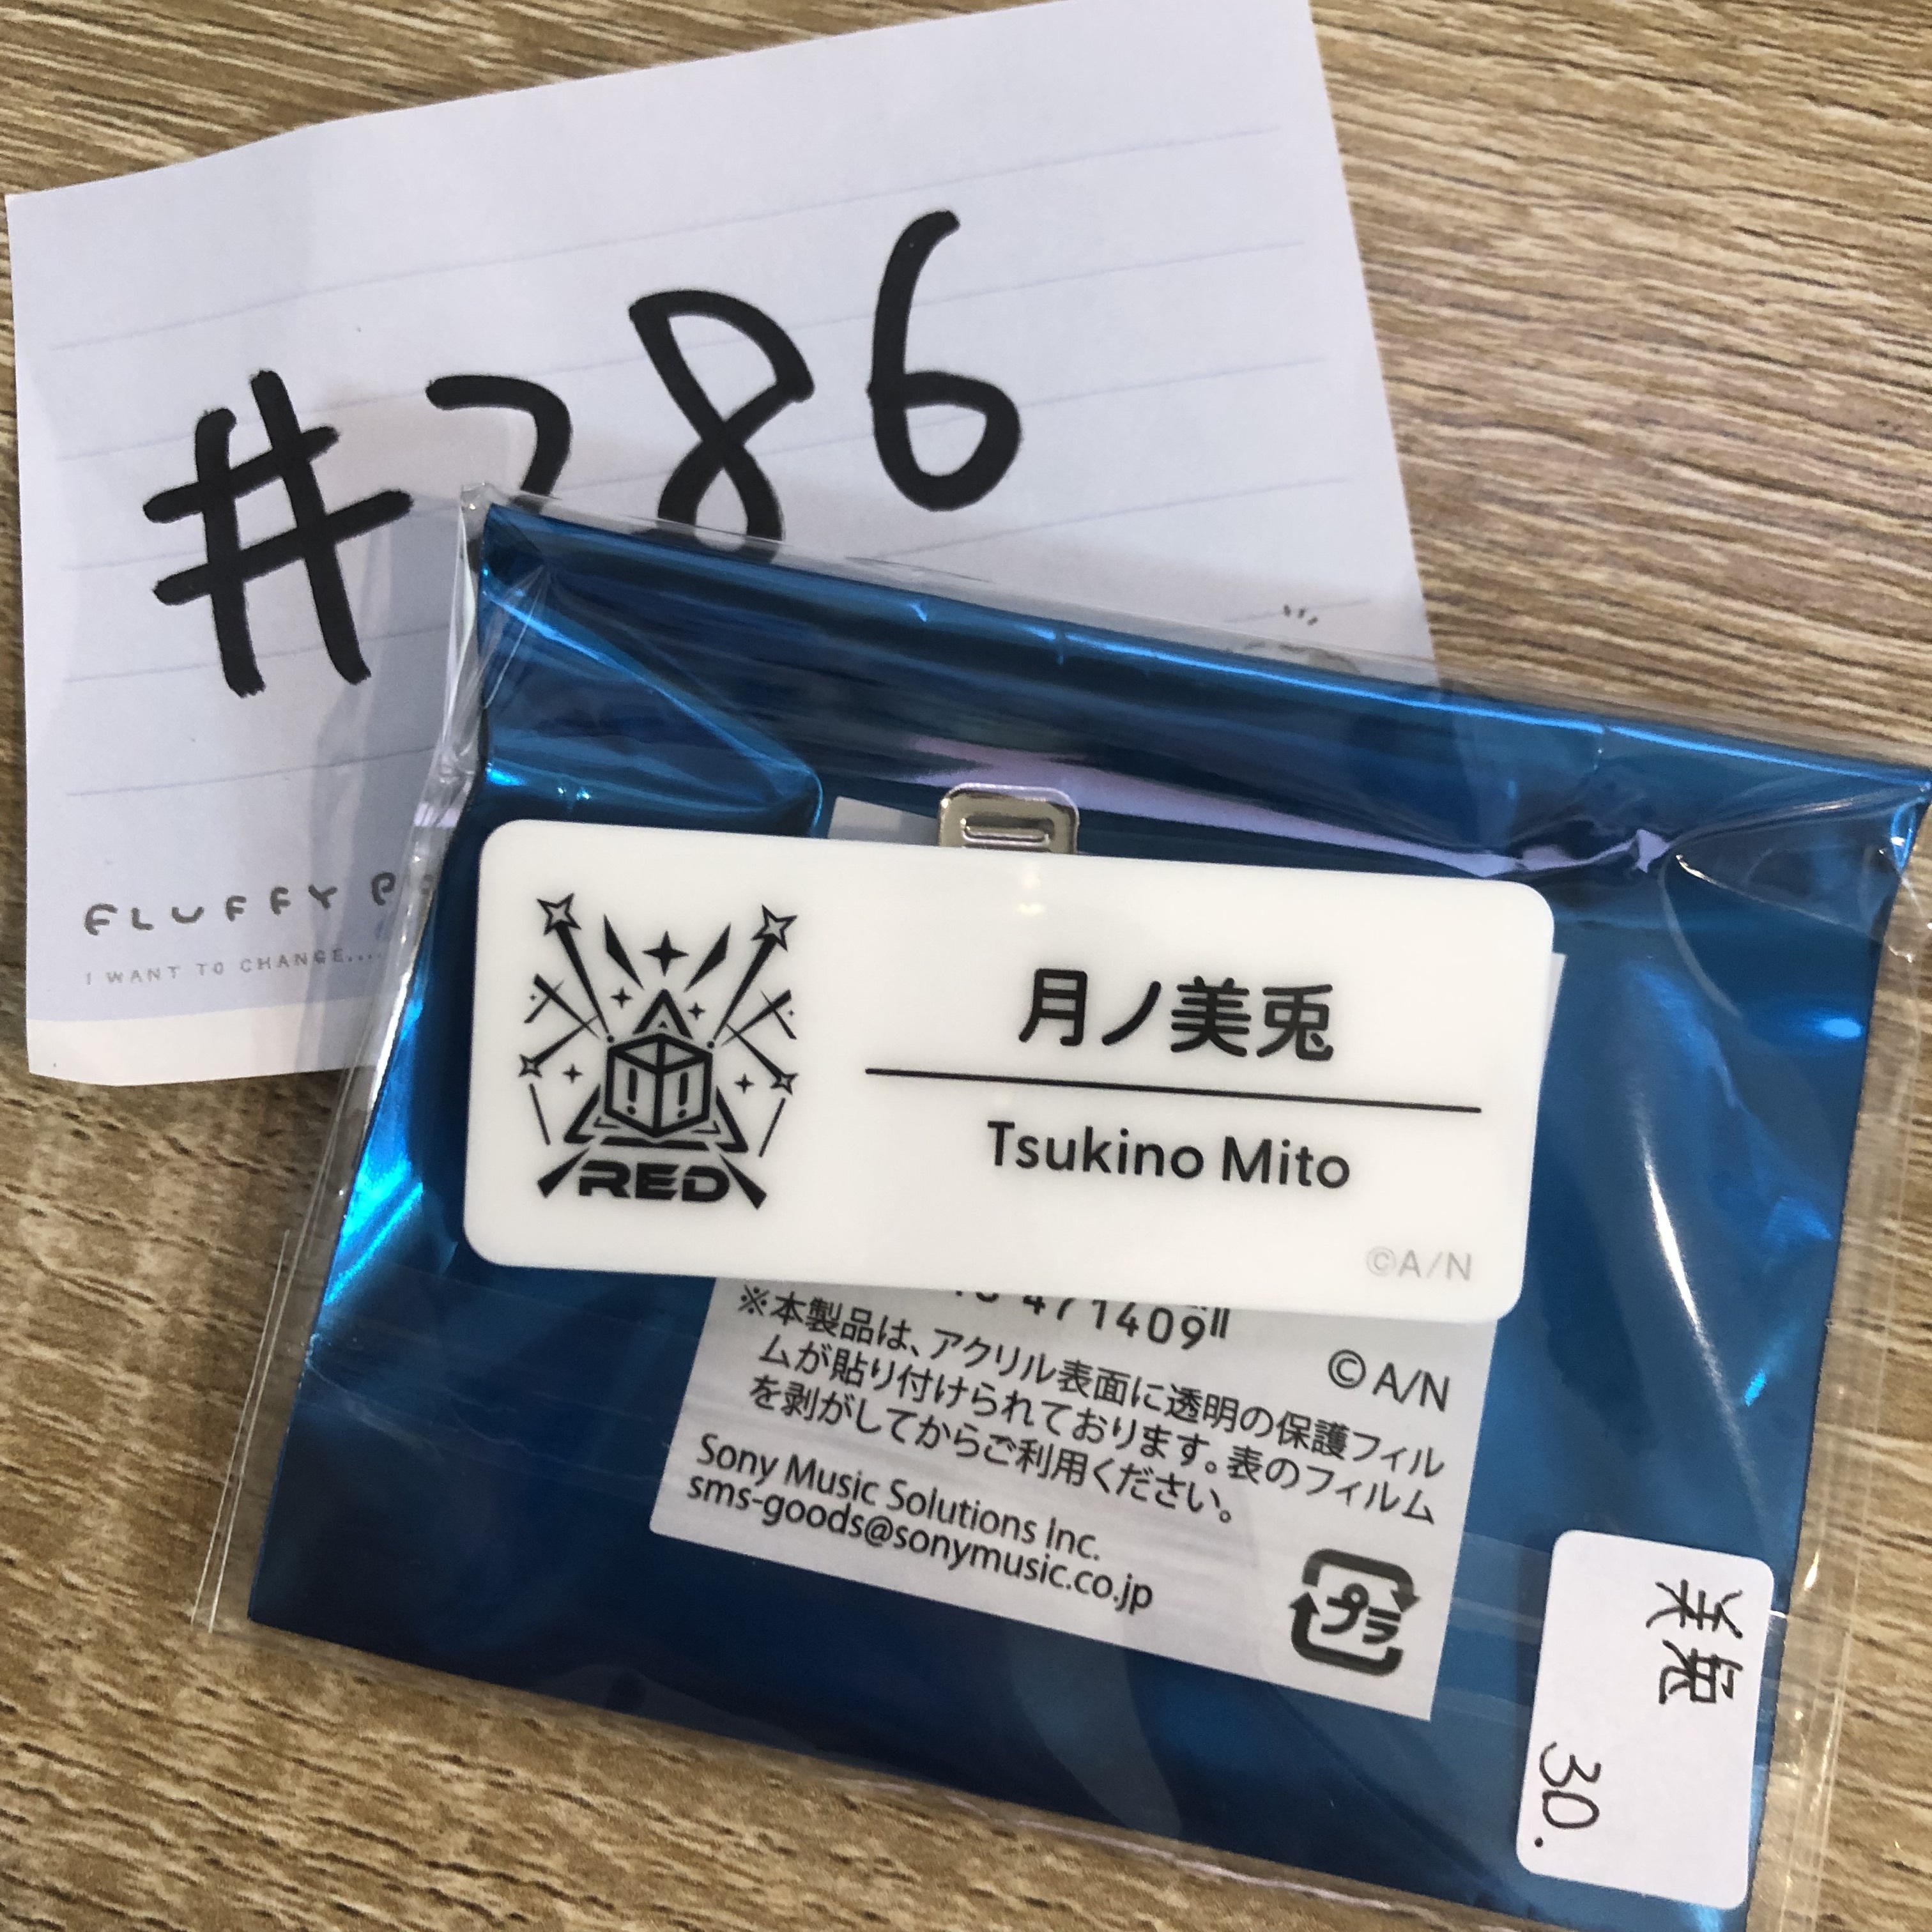 #286
FLUFFY
I WANT TO CHANGE....
月ノ美兎
Tsukino Mito
RED
©A/N
471409
©A/N
※本製品は、アクリル表面に透明の保護フィル
ムが貼り付けられております。表のフィルム
を剥がしてからご利用ください。
Sony Music Solutions Inc.
sms-goods@sonymusic.co.jp
プラ
美兎
30.